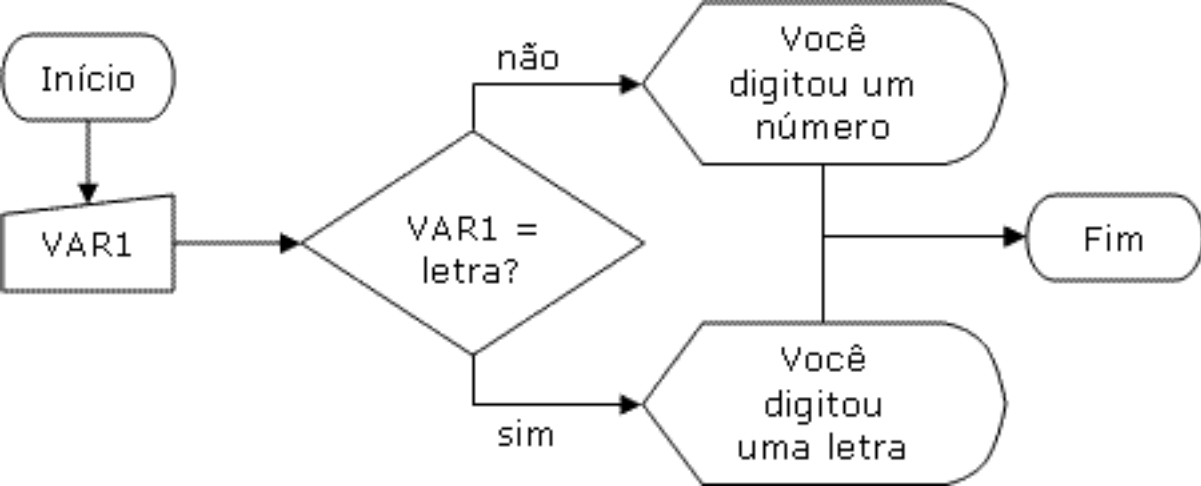 Início
VAR1
VAR1 =
letra?
não
Você
digitou um
número
sim
Você
digitou
uma letra
Fim